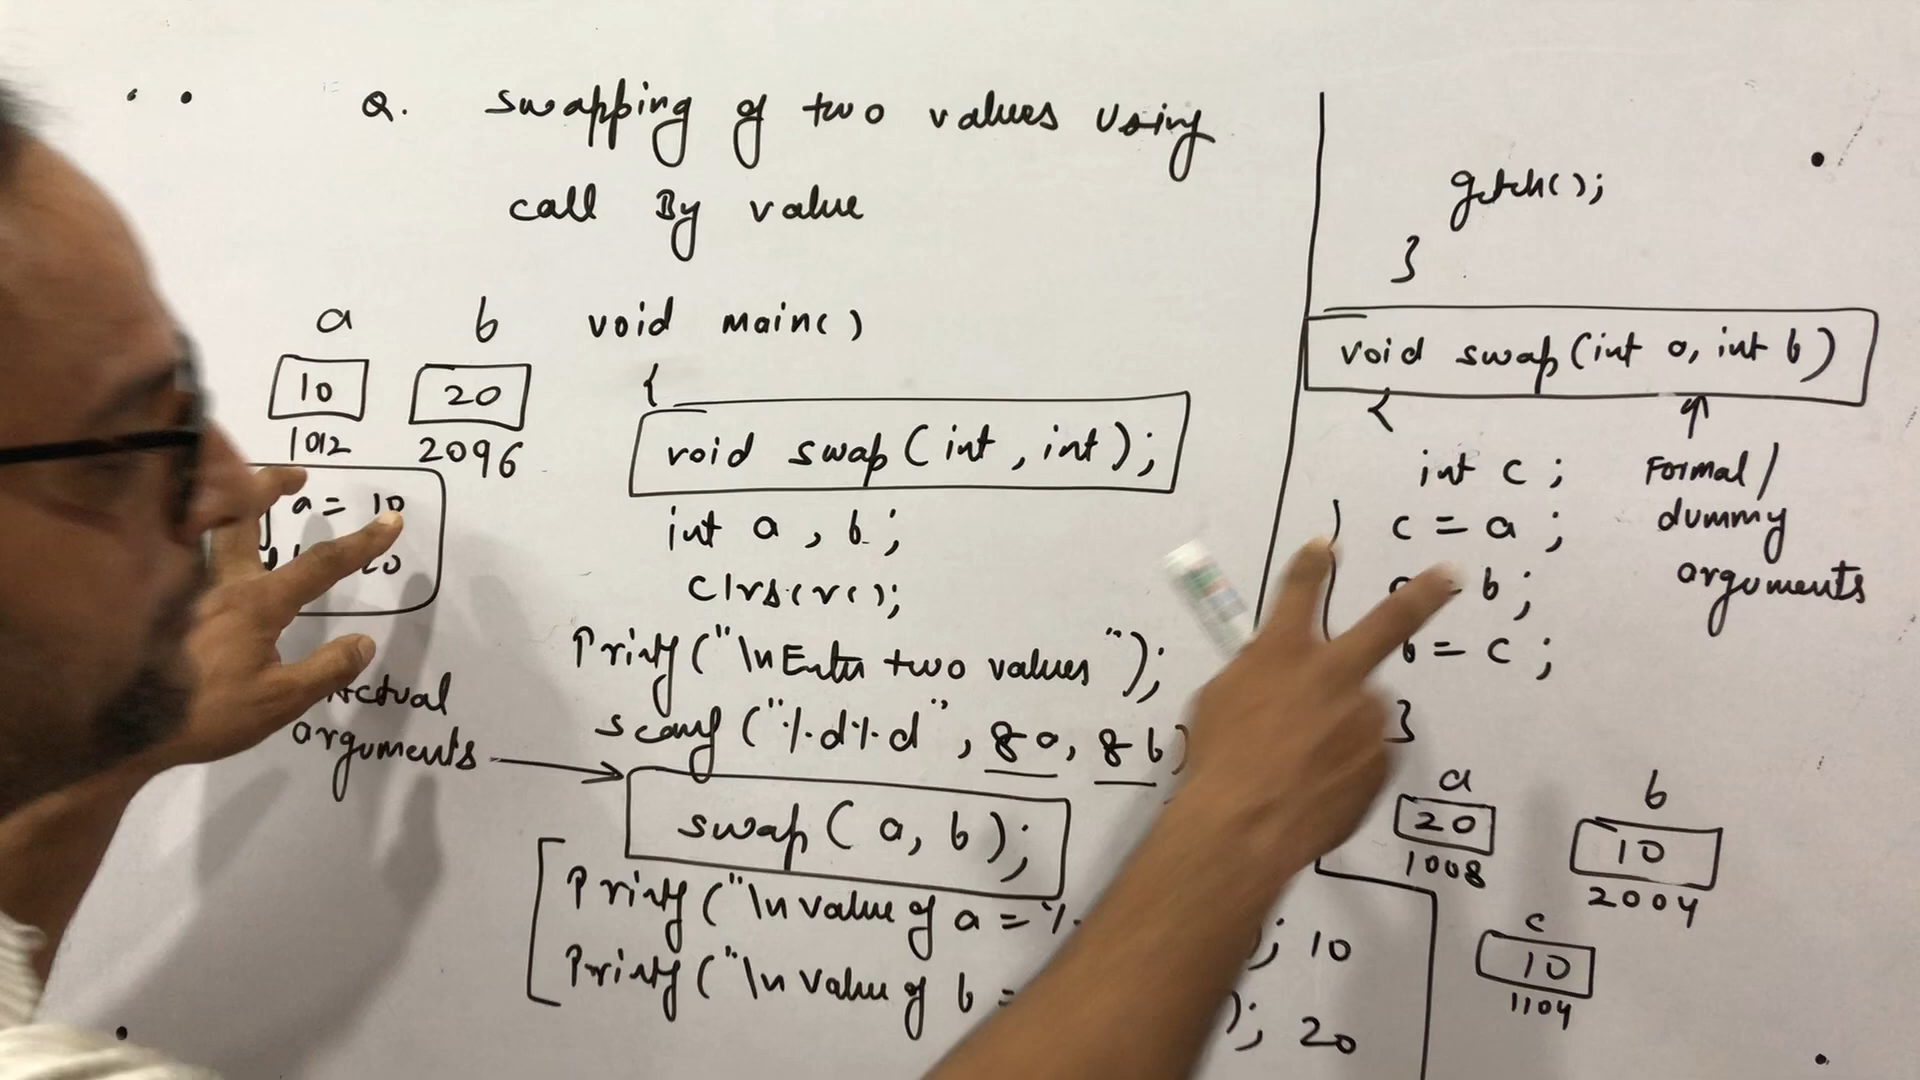 Q. Swapping of two values Using
call By value
a b
10 20
1012 2096
a = 10
Actual
arguments
void main()
{
void swap (int, int);
int a, b;
clrscr();
Printf("\nEnter two values");
scanf("%d%d", &a, &b)
swap(a, b);
Printf("\n value of a = %
; 10
Printf("\n value of b =
); 20
getch();
}
void swap (int a, int b)
{
int c;
c = a;
b;
b = c;
}
Formal/
dummy
arguments
a b
20 10
1008 2004
c
10
1104